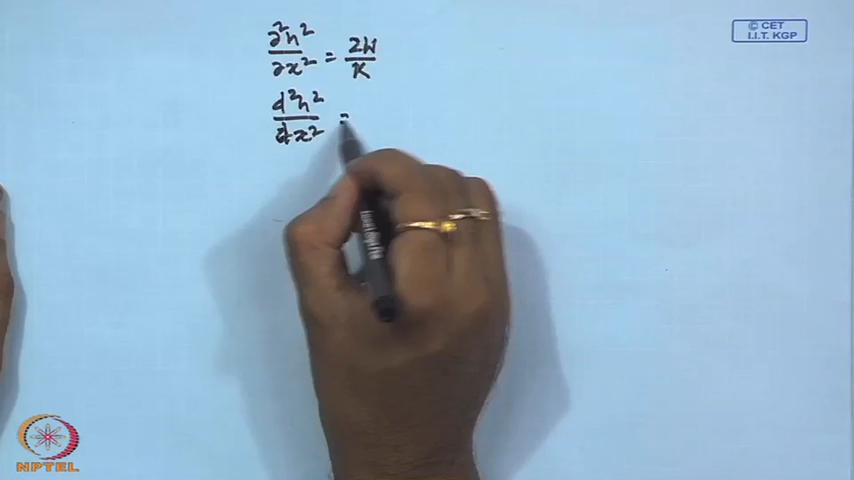 ∂²h²/∂x² = 2W/K
d²h²/dx² =
© CET
I.I.T. KGP
NPTEL